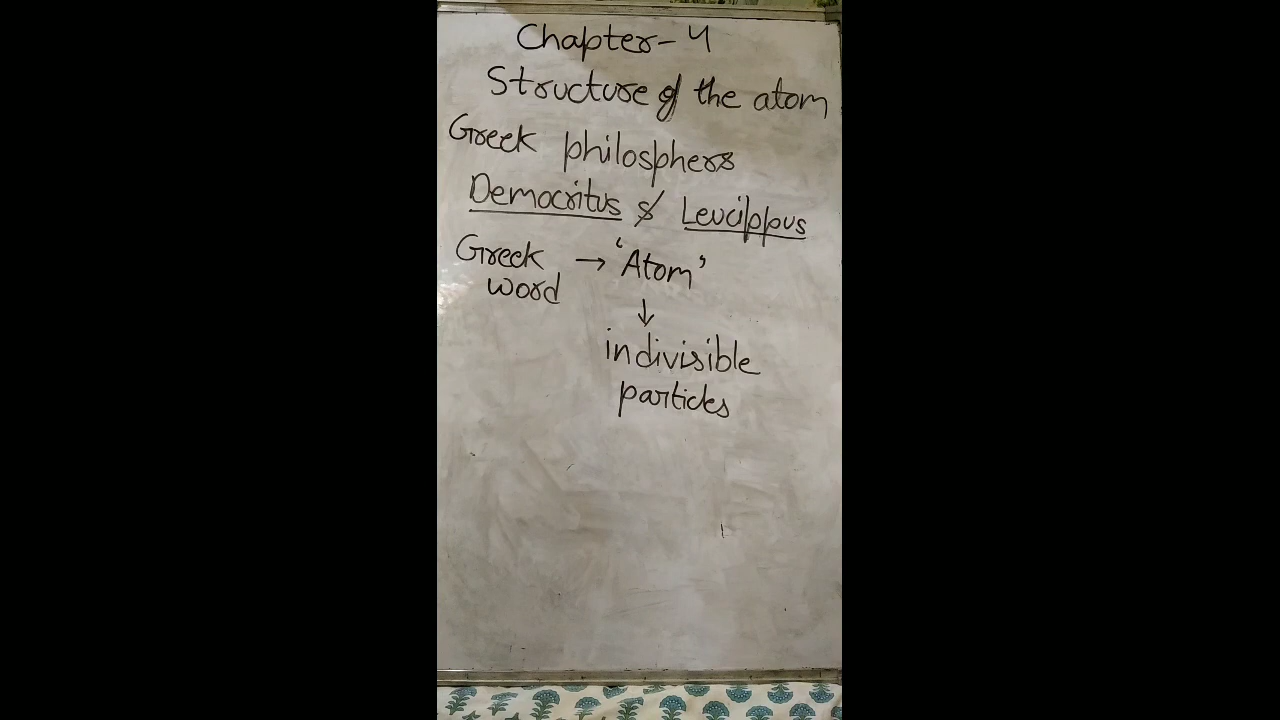 Chapter-4
Structure of the atom
Greek philosphers
Democritus & Leucippus
Greek → 'Atom'
word
↓
indivisible
particles